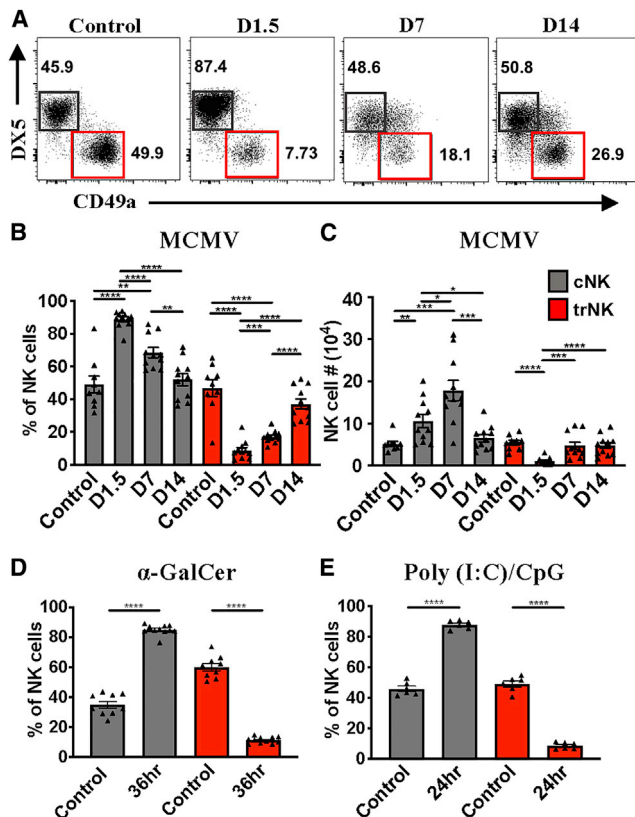 A
Control D1.5 D7 D14
45.9 87.4 48.6 50.8
49.9 7.73 18.1 26.9
DX5
CD49a
B MCMV
% of NK cells
100
80
60
40
20
0
** **** **** **** ** **** **** **** *** ****
Control D1.5 D7 D14 Control D1.5 D7 D14
C MCMV
cNK
trNK
NK cell # (10⁴)
40
30
20
10
0
*** ** * * *** **** *** ****
Control D1.5 D7 D14 Control D1.5 D7 D14
D α-GalCer
% of NK cells
100
80
60
40
20
0
**** ****
Control 36hr Control 36hr
E Poly (I:C)/CpG
% of NK cells
100
80
60
40
20
0
**** ****
Control 24hr Control 24hr